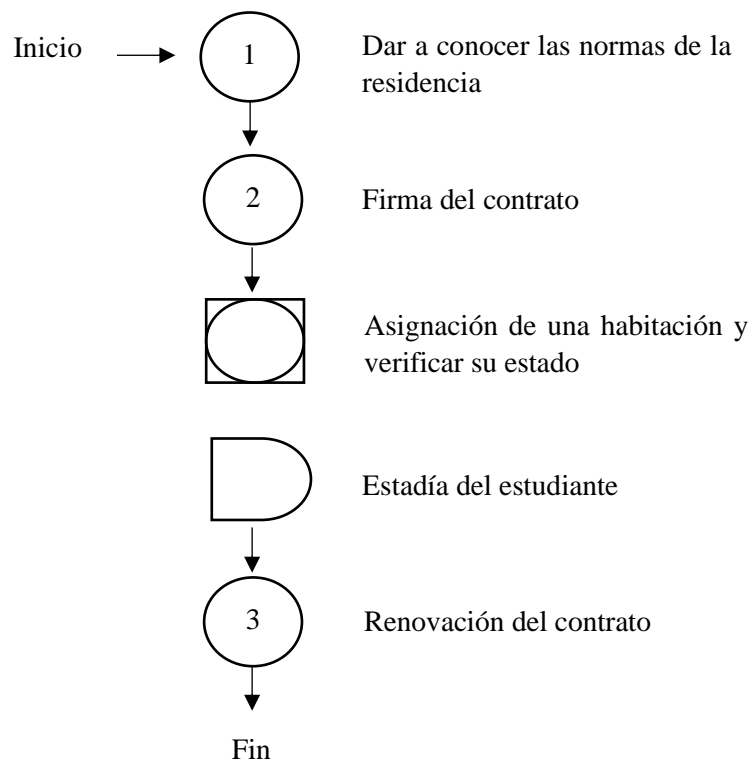 Inicio
1
Dar a conocer las normas de la
residencia
2
Firma del contrato
Asignación de una habitación y
verificar su estado
Estadía del estudiante
3
Renovación del contrato
Fin